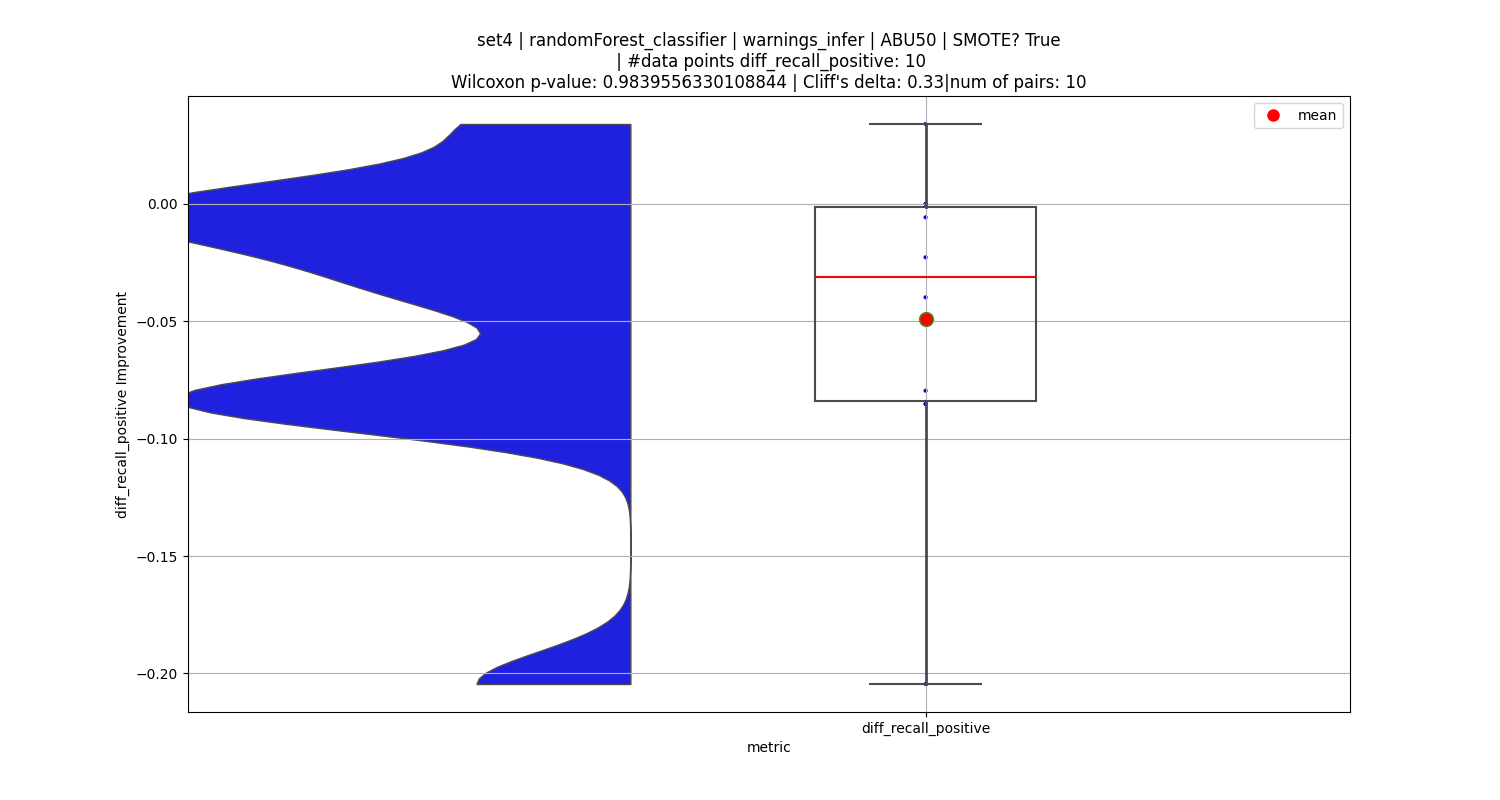 set4 | randomForest_classifier | warnings_infer | ABU50 | SMOTE? True
| #data points diff_recall_positive: 10
Wilcoxon p-value: 0.9839556330108844 | Cliff's delta: 0.33|num of pairs: 10
mean
0.00
−0.05
−0.10
−0.15
−0.20
diff_recall_positive Improvement
diff_recall_positive
metric